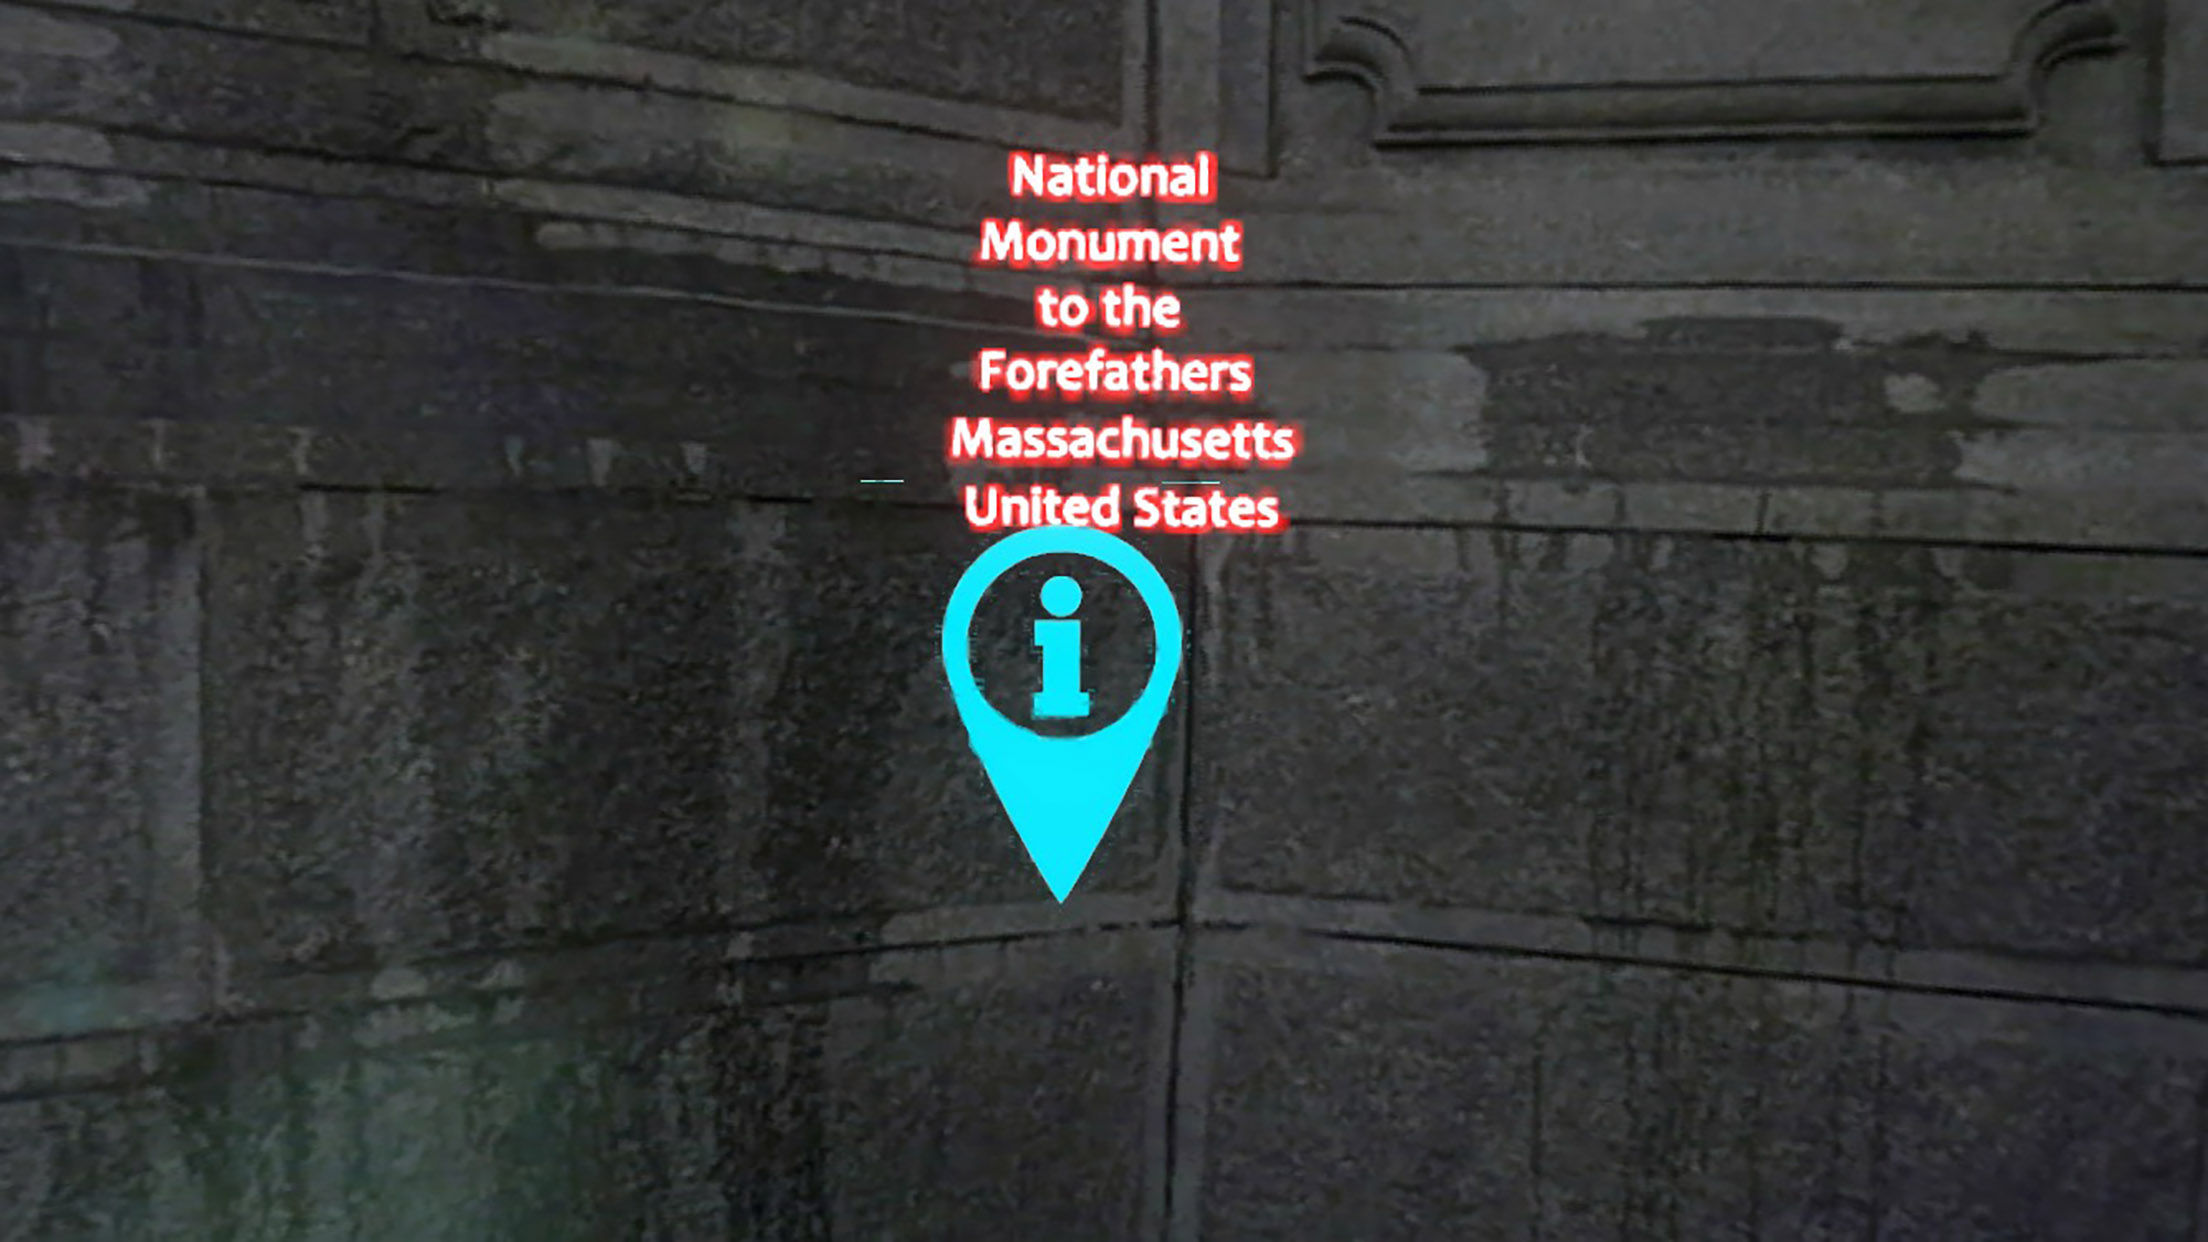 National
Monument
to the
Forefathers
Massachusetts
United States
i